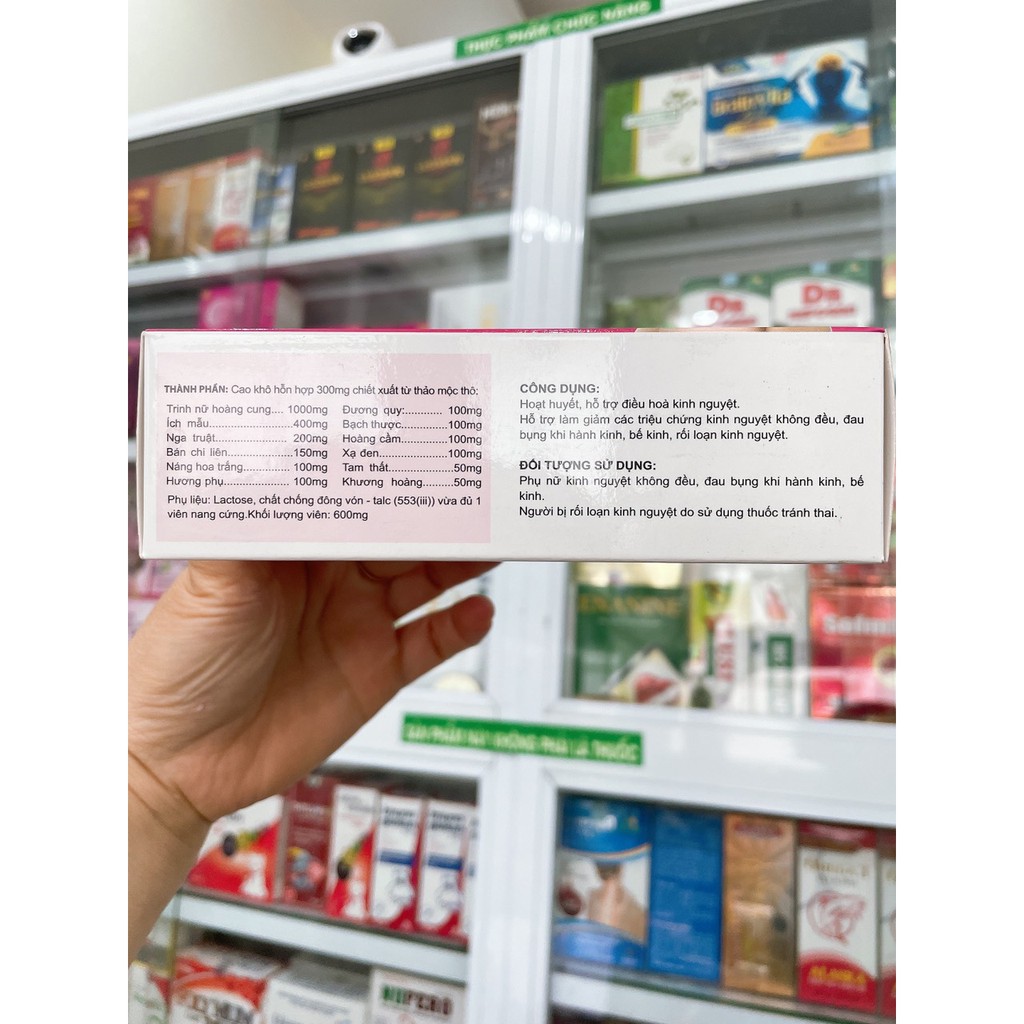 THỰC PHẨM CHỨC NĂNG
THÀNH PHẦN: Cao khô hỗn hợp 300mg chiết xuất từ thảo mộc thô:
Trinh nữ hoàng cung.... 1000mg
Ích mẫu.....................400mg
Nga truật................... 200mg
Bán chi liên................150mg
Náng hoa trắng............ 100mg
Hương phụ................. 100mg
Đương quy:............ 100mg
Bạch thược.............100mg
Hoàng cầm..............100mg
Xạ đen....................100mg
Tam thất..................50mg
Khương hoàng.........50mg
Phụ liệu: Lactose, chất chống đông vón - talc (553(iii)) vừa đủ 1
viên nang cứng.Khối lượng viên: 600mg
CÔNG DỤNG:
Hoạt huyết, hỗ trợ điều hoà kinh nguyệt.
Hỗ trợ làm giảm các triệu chứng kinh nguyệt không đều, đau
bụng khi hành kinh, bế kinh, rối loạn kinh nguyệt.
ĐỐI TƯỢNG SỬ DỤNG:
Phụ nữ kinh nguyệt không đều, đau bụng khi hành kinh, bế
kinh.
Người bị rối loạn kinh nguyệt do sử dụng thuốc tránh thai.
SẢN PHẨM NÀY KHÔNG PHẢI LÀ THUỐC